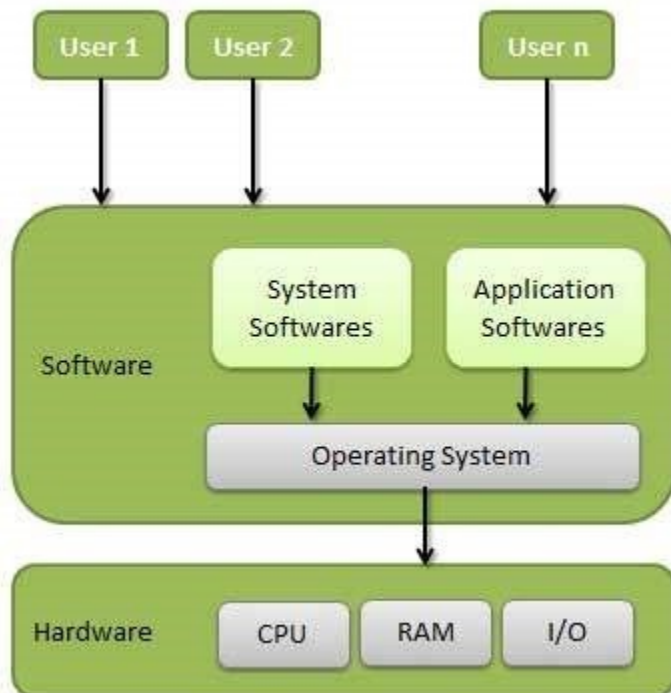 User 1
User 2
User n
System
Softwares
Application
Softwares
Software
Operating System
Hardware
CPU
RAM
I/O